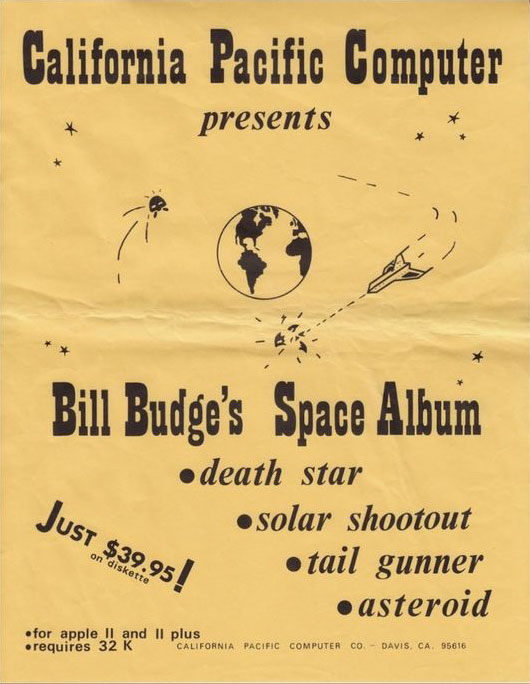 California Pacific Computer
presents
Bill Budge's Space Album
•death star
•solar shootout
•tail gunner
•asteroid
JUST $39.95!
on diskette
•for apple II and II plus
•requires 32 K
CALIFORNIA PACIFIC COMPUTER CO. - DAVIS, CA. 95616